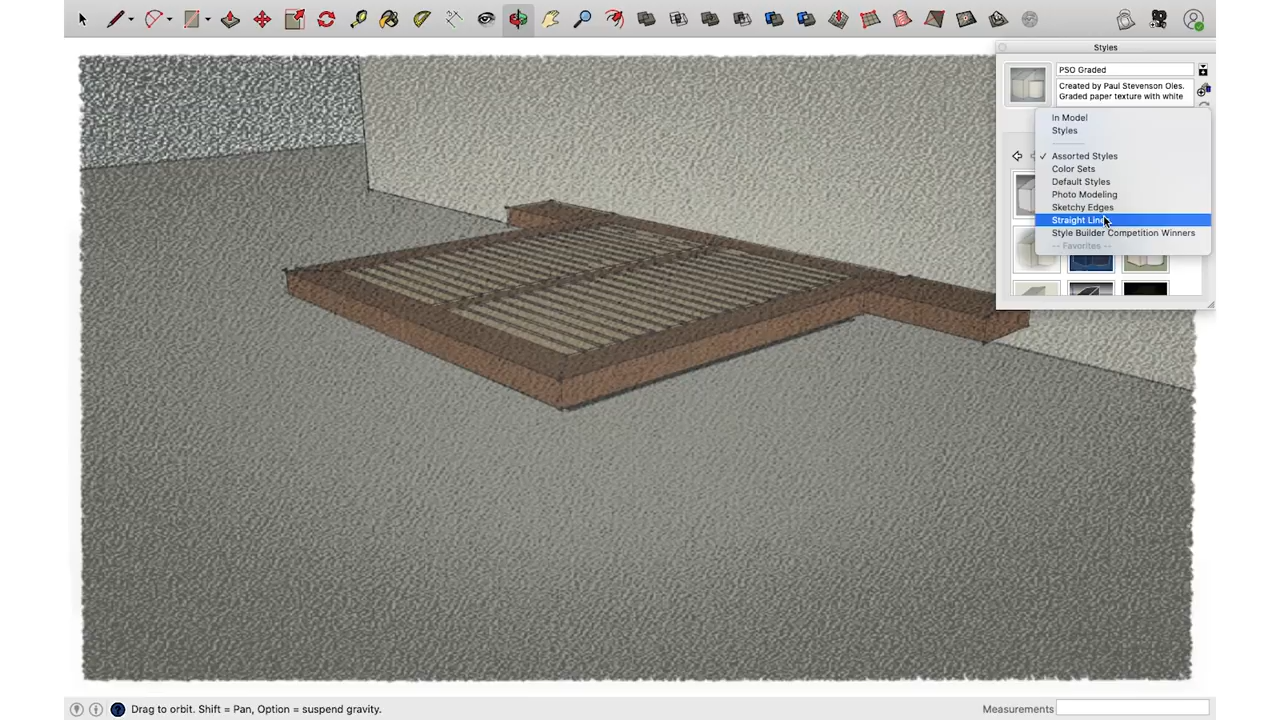 Styles
PSO Graded
Created by Paul Stevenson Oles.
Graded paper texture with white
In Model
Styles
✓ Assorted Styles
Color Sets
Default Styles
Photo Modeling
Sketchy Edges
Straight Lin
Style Builder Competition Winners
-- Favorites --
Drag to orbit. Shift = Pan, Option = suspend gravity.
Measurements